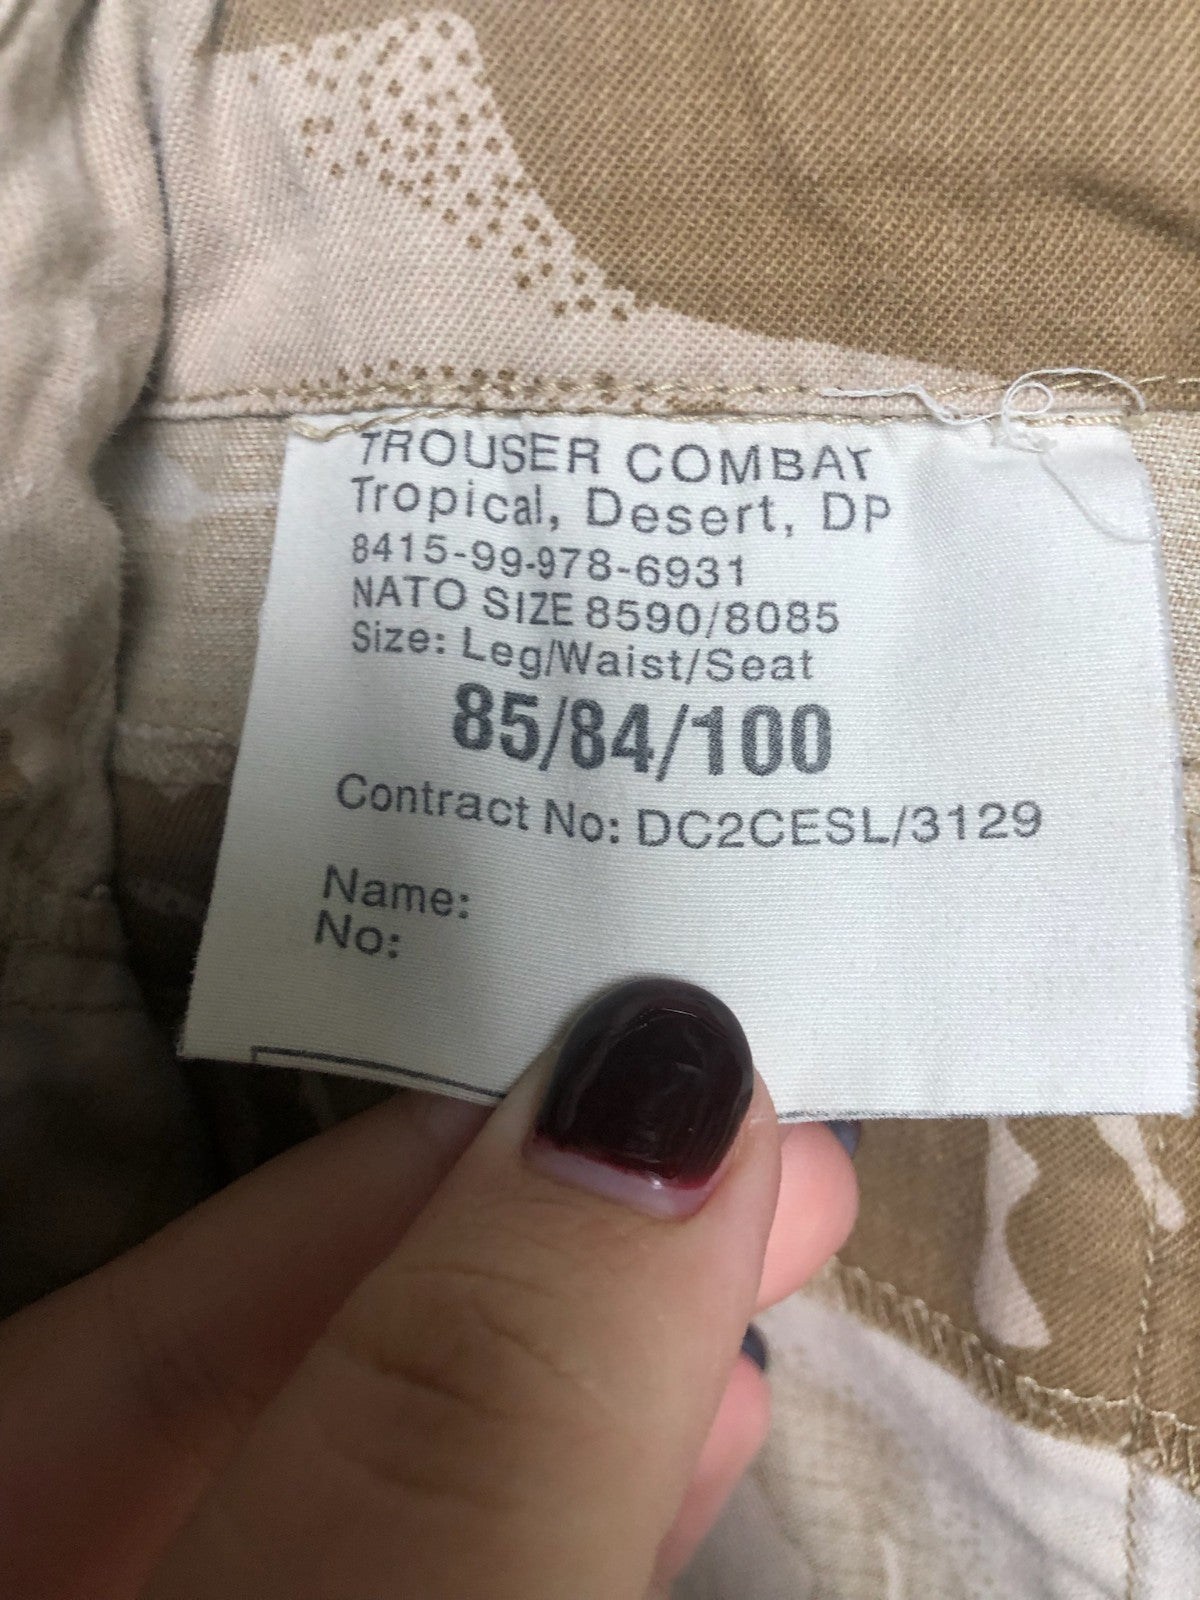 TROUSER COMBAT
Tropical, Desert, DP
8415-99-978-6931
NATO SIZE 8590/8085
Size: Leg/Waist/Seat
85/84/100
Contract No: DC2CESL/3129
Name:
No: